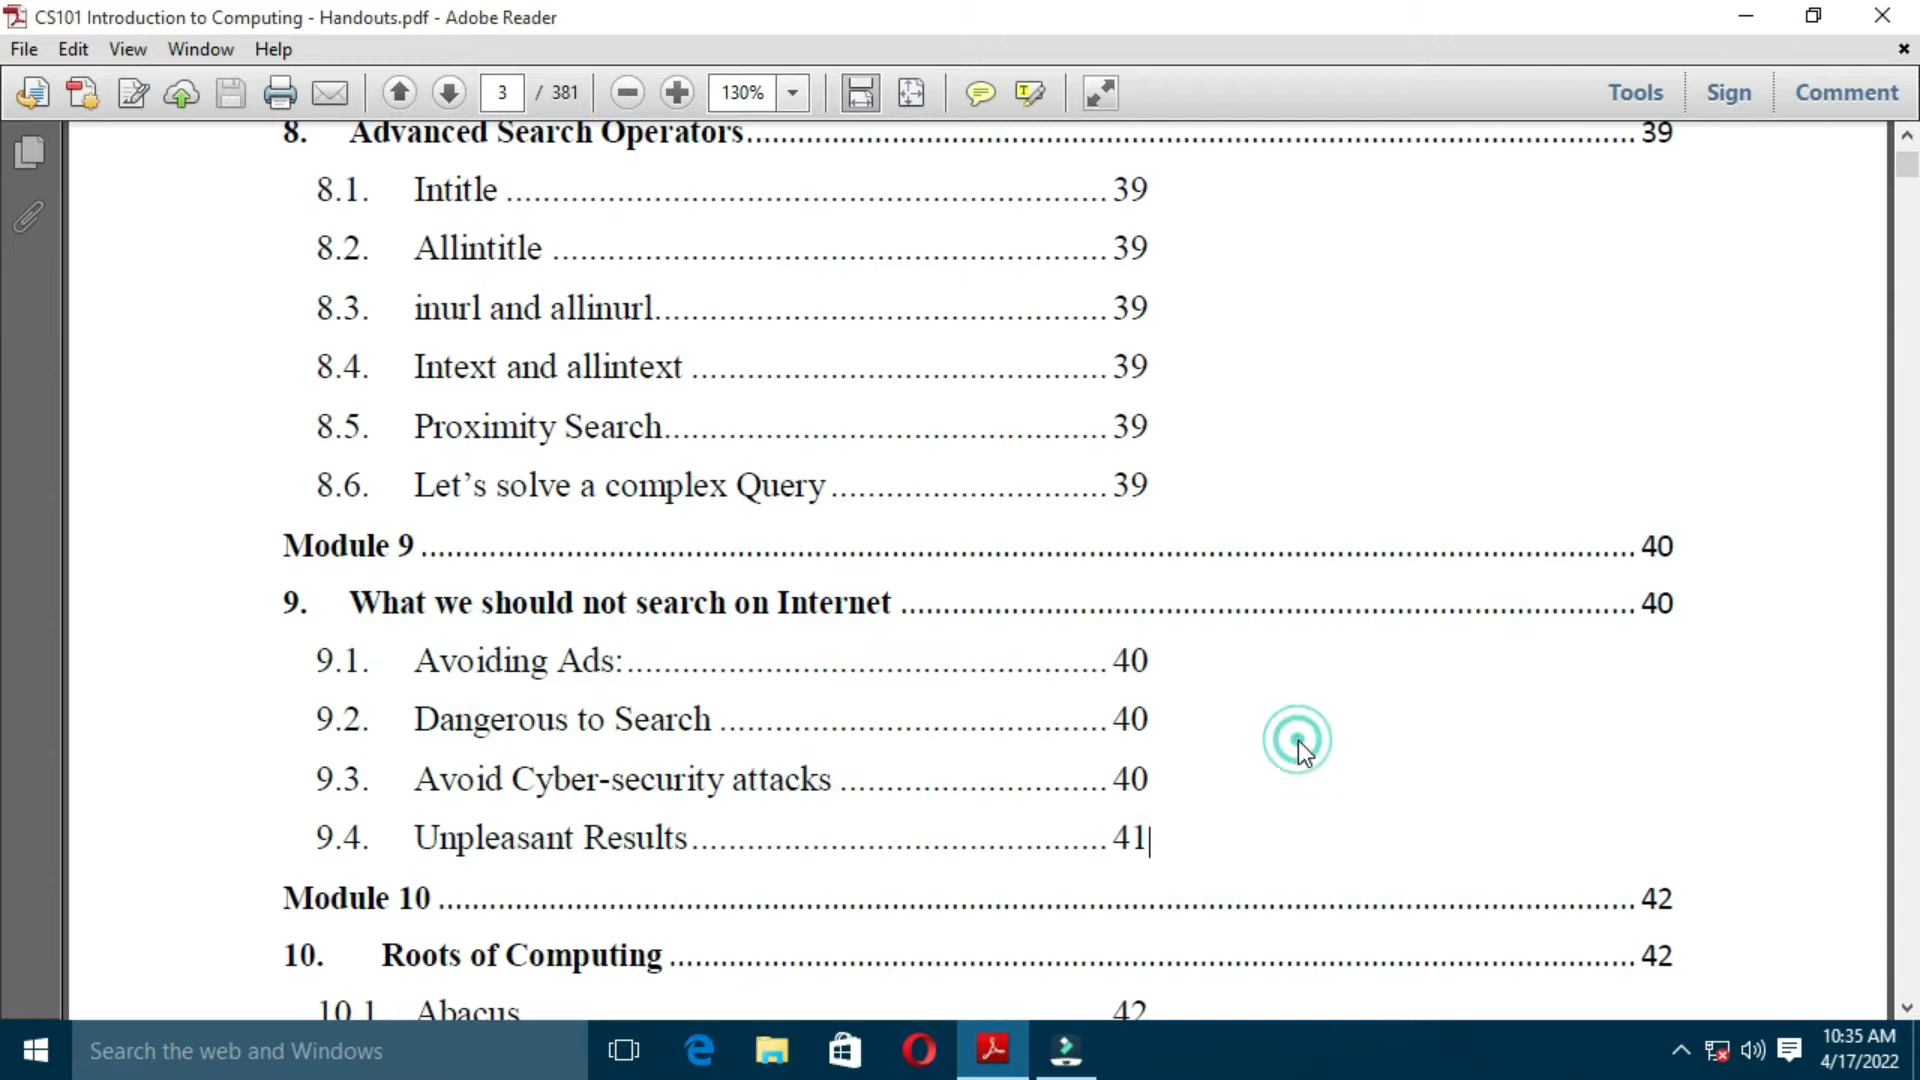 CS101 Introduction to Computing - Handouts.pdf - Adobe Reader
File Edit View Window Help
3 / 381 130% Tools Sign Comment
8. Advanced Search Operators 39
8.1. Intitle 39
8.2. Allintitle 39
8.3. inurl and allinurl 39
8.4. Intext and allintext 39
8.5. Proximity Search 39
8.6. Let’s solve a complex Query 39
Module 9 40
9. What we should not search on Internet 40
9.1. Avoiding Ads: 40
9.2. Dangerous to Search 40
9.3. Avoid Cyber-security attacks 40
9.4. Unpleasant Results 41
Module 10 42
10. Roots of Computing 42
10.1 Abacus 42
Search the web and Windows
10:35 AM
4/17/2022